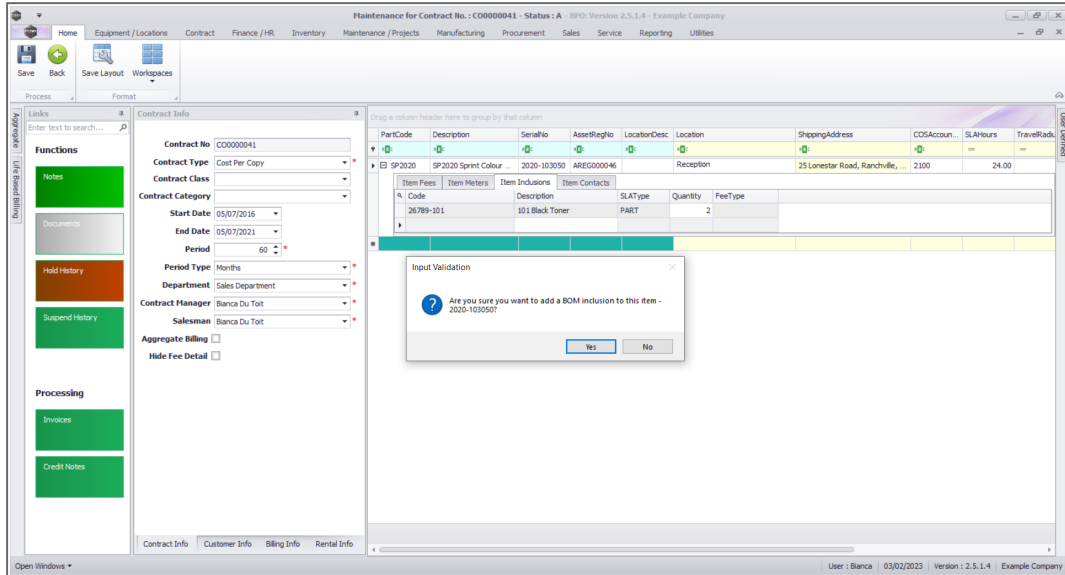 Maintenance for Contract No. : CO0000041 - Status : A - BPO: Version 2.5.1.4 - Example Company
Home Equipment / Locations Contract Finance / HR Inventory Maintenance / Projects Manufacturing Procurement Sales Service Reporting Utilities
Save Back Save Layout Workspaces
Process Format
Links
Enter text to search...
Functions
Notes
Documents
Hold History
Suspend History
Processing
Invoices
Credit Notes
Aggregate
Life Based Billing
Contract Info
Contract No CO0000041
Contract Type Cost Per Copy *
Contract Class
Contract Category
Start Date 05/07/2016
End Date 05/07/2021
Period 60 *
Period Type Months *
Department Sales Department *
Contract Manager Bianca Du Toit *
Salesman Bianca Du Toit *
Aggregate Billing
Hide Fee Detail
Contract Info Customer Info Billing Info Rental Info
Drag a column header here to group by that column
PartCode Description SerialNo AssetRegNo LocationDesc Location ShippingAddress COSAccoun... SLAHours TravelRadiu
SP2020 SP2020 Sprint Colour ... 2020-103050 AREG000046 Reception 25 Lonestar Road, Ranchville, ... 2100 24.00
Item Fees Item Meters Item Inclusions Item Contacts
Code Description SLAType Quantity FeeType
26789-101 101 Black Toner PART 2
User Defined
Input Validation
Are you sure you want to add a BOM inclusion to this item -
2020-103050?
Yes No
Open Windows User : Bianca 03/02/2023 Version : 2.5.1.4 Example Company